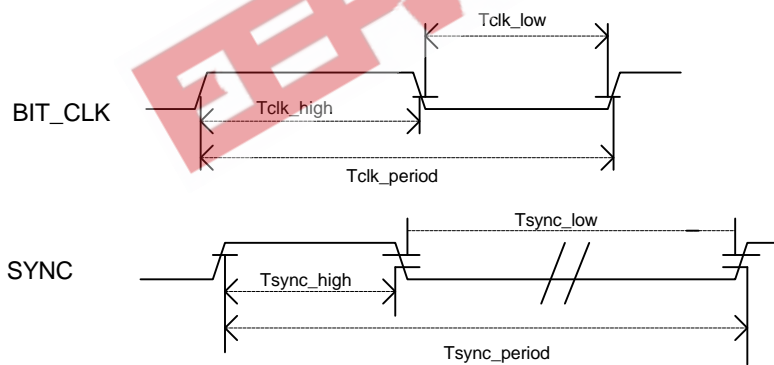 Tclk_low
BIT_CLK
Tclk_high
Tclk_period
Tsync_low
SYNC
Tsync_high
Tsync_period